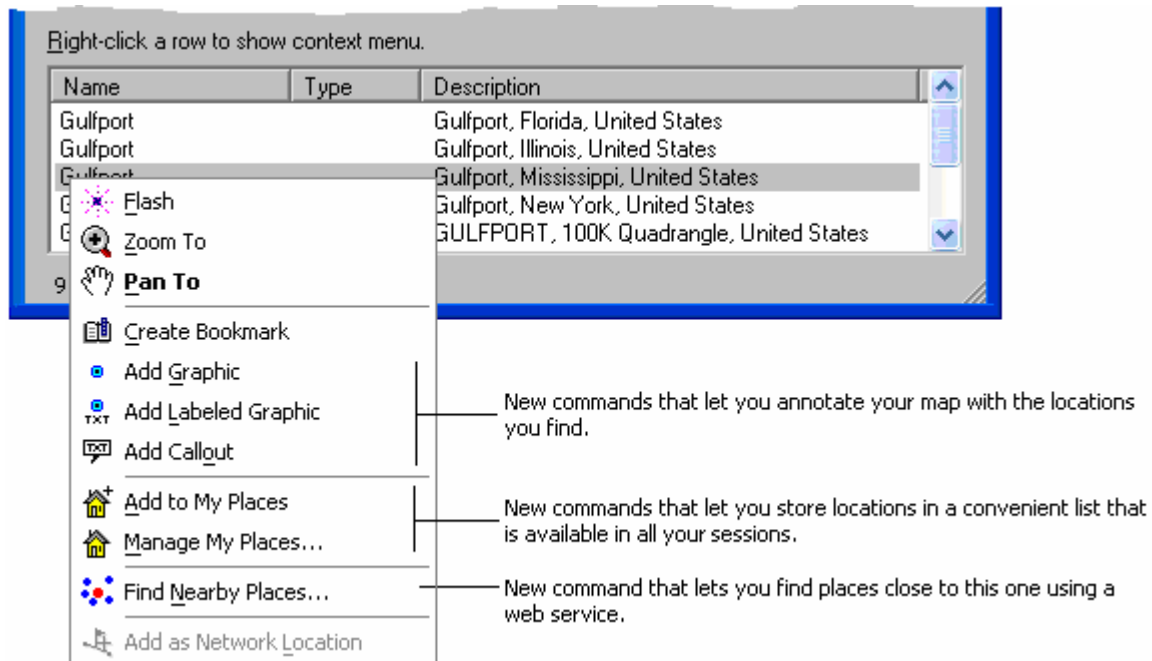 Right-click a row to show context menu.
Name Type Description
Gulfport Gulfport, Florida, United States
Gulfport Gulfport, Illinois, United States
Gulfport Gulfport, Mississippi, United States
G Gulfport, New York, United States
G GULFPORT, 100K Quadrangle, United States
9
Flash
Zoom To
Pan To
Create Bookmark
Add Graphic
TXT Add Labeled Graphic
TXT Add Callout
New commands that let you annotate your map with the locations
you find.
Add to My Places
Manage My Places...
New commands that let you store locations in a convenient list that
is available in all your sessions.
Find Nearby Places...
New command that lets you find places close to this one using a
web service.
Add as Network Location